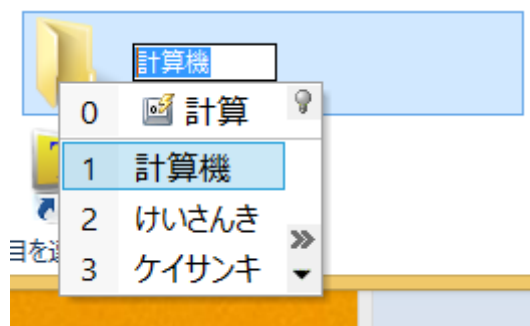 計算機
0 計算
1 計算機
2 けいさんき
3 ケイサンキ
目を